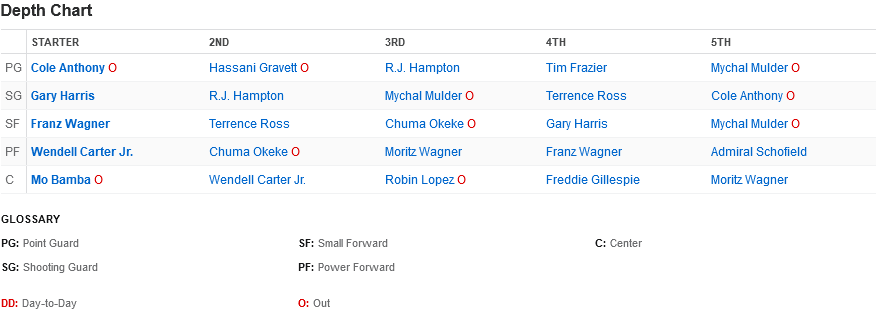 Depth Chart
STARTER 2ND 3RD 4TH 5TH
PG Cole Anthony O Hassani Gravett O R.J. Hampton Tim Frazier Mychal Mulder O
SG Gary Harris R.J. Hampton Mychal Mulder O Terrence Ross Cole Anthony O
SF Franz Wagner Terrence Ross Chuma Okeke O Gary Harris Mychal Mulder O
PF Wendell Carter Jr. Chuma Okeke O Moritz Wagner Franz Wagner Admiral Schofield
C Mo Bamba O Wendell Carter Jr. Robin Lopez O Freddie Gillespie Moritz Wagner
GLOSSARY
PG: Point Guard SF: Small Forward C: Center
SG: Shooting Guard PF: Power Forward
DD: Day-to-Day O: Out